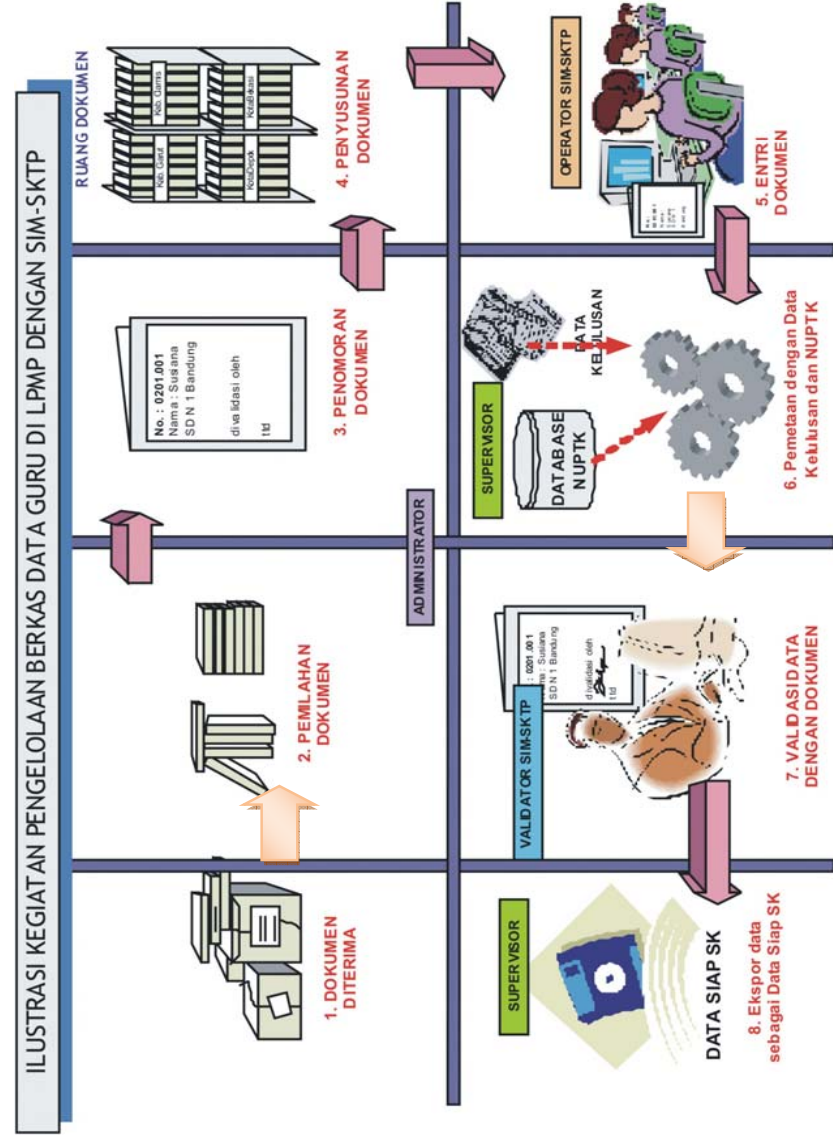 ILUSTRASI KEGIATAN PENGELOLAAN BERKAS DATA GURU DI LPMP DENGAN SIM-SKTP
1. DOKUMEN
DITERIMA
2. PEMILAHAN
DOKUMEN
No. : 0201.001
Nama : Susiana
SDN 1 Bandung
divalidasi oleh
ttd
3. PENOMORAN
DOKUMEN
RUANG DOKUMEN
Kab. Garut
Kab. Ciamis
Kota Depok
Kota Bekasi
4. PENYUSUNAN
DOKUMEN
ADMINISTRATOR
OPERATOR SIM-SKTP
5. ENTRI
DOKUMEN
SUPERVISOR
DATABASE
NUPTK
DATA
KELULUSAN
6. Pemetaan dengan Data
Kelulusan dan NUPTK
VALIDATOR SIM-SKTP
: 0201.001
: Susiana
SDN 1 Bandung
divalidasi oleh
ttd
7. VALIDASI DATA
DENGAN DOKUMEN
SUPERVISOR
DATA SIAP SK
8. Ekspor data
sebagai Data Siap SK